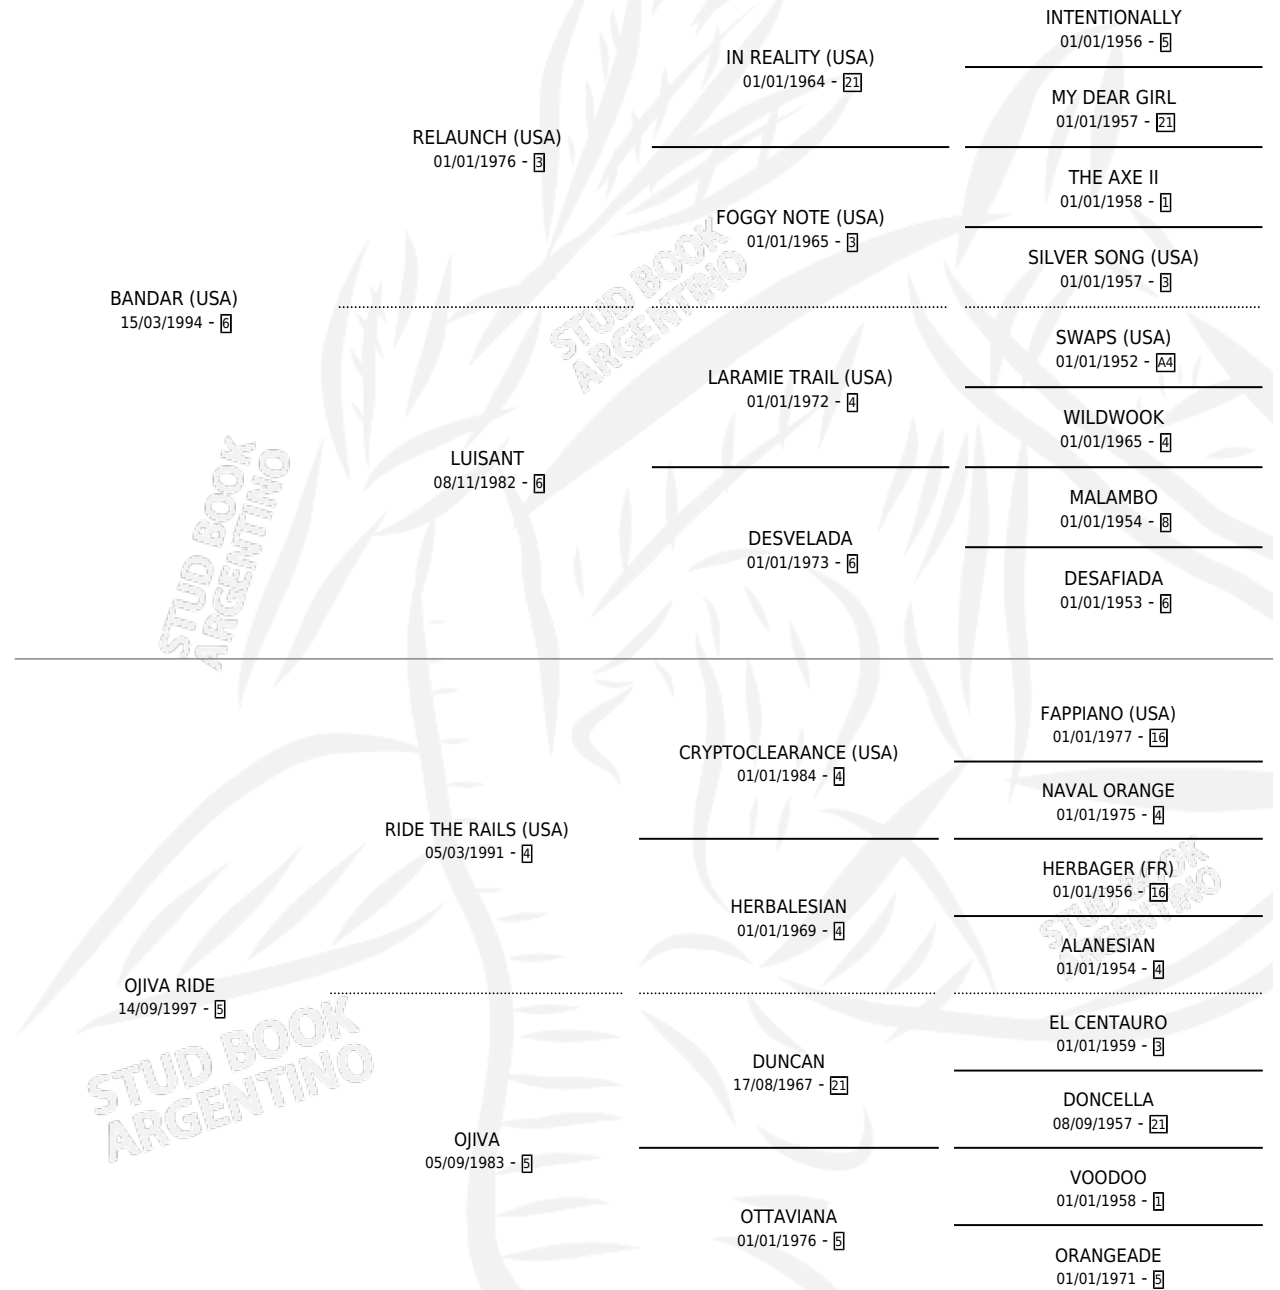 INTENTIONALLY
01/01/1956 - 5
IN REALITY (USA)
01/01/1964 - 21
MY DEAR GIRL
01/01/1957 - 21
RELAUNCH (USA)
01/01/1976 - 3
THE AXE II
01/01/1958 - 1
FOGGY NOTE (USA)
01/01/1965 - 3
SILVER SONG (USA)
01/01/1957 - 3
BANDAR (USA)
15/03/1994 - 6
SWAPS (USA)
01/01/1952 - A4
LARAMIE TRAIL (USA)
01/01/1972 - 4
WILDWOOK
01/01/1965 - 4
LUISANT
08/11/1982 - 6
MALAMBO
01/01/1954 - 8
DESVELADA
01/01/1973 - 6
DESAFIADA
01/01/1953 - 6
STUD BOOK
ARGENTINO
STUD BOOK
ARGENTINO
FAPPIANO (USA)
01/01/1977 - 16
CRYPTOCLEARANCE (USA)
01/01/1984 - 4
NAVAL ORANGE
01/01/1975 - 4
RIDE THE RAILS (USA)
05/03/1991 - 4
HERBAGER (FR)
01/01/1956 - 16
HERBALESIAN
01/01/1969 - 4
ALANESIAN
01/01/1954 - 4
OJIVA RIDE
14/09/1997 - 5
EL CENTAURO
01/01/1959 - 3
DUNCAN
17/08/1967 - 21
DONCELLA
08/09/1957 - 21
OJIVA
05/09/1983 - 5
VOODOO
01/01/1958 - 1
OTTAVIANA
01/01/1976 - 5
ORANGEADE
01/01/1971 - 5
STUD BOOK
ARGENTINO
STUD BOOK
ARGENTINO